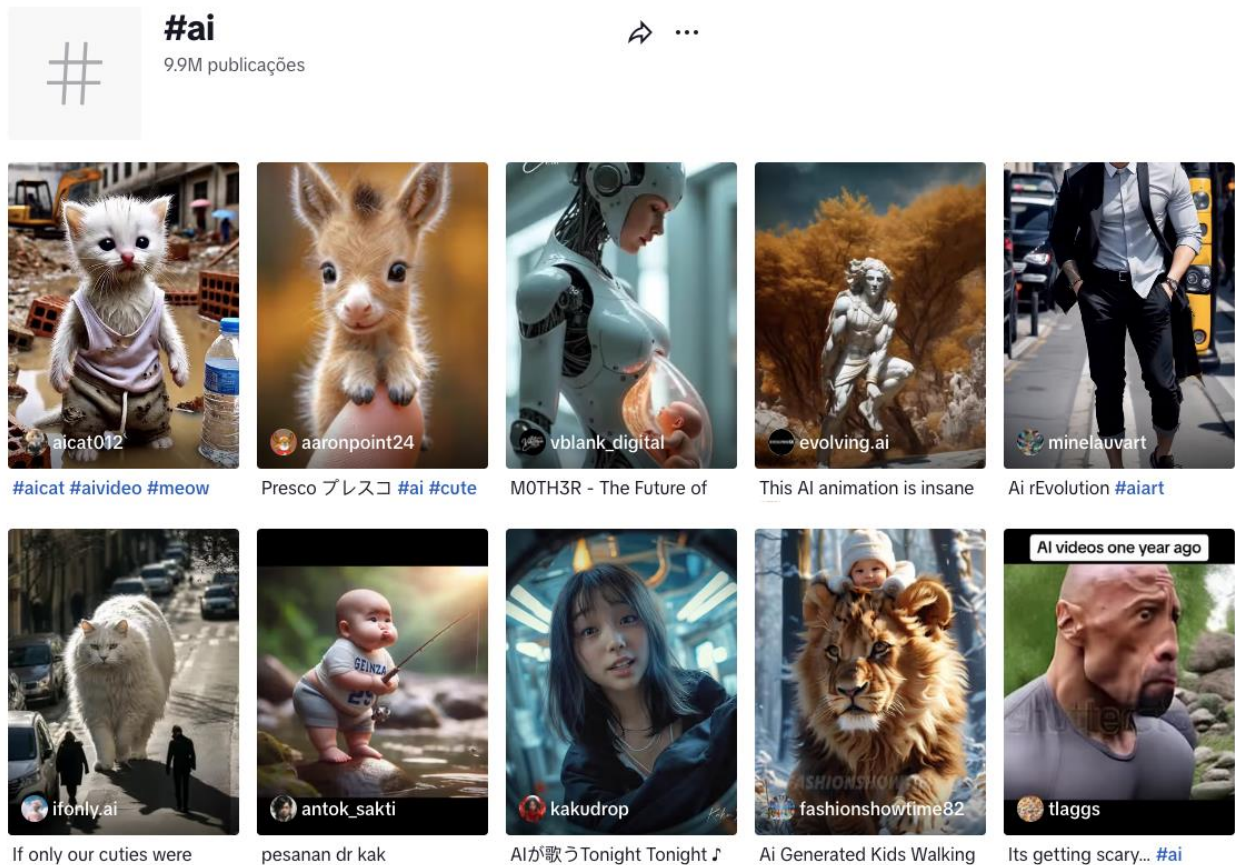 #ai
9.9M publicações
aicat012
aaronpoint24
vblank_digital
evolving.ai
minelauvart
#aicat #aivideo #meow
Presco プレスコ #ai #cute
M0TH3R - The Future of
This AI animation is insane
Ai rEvolution #aiart
AI videos one year ago
GEINZA
shutters
FASHIONSHOW
ifonly.ai
antok_sakti
kakudrop
fashionshowtime82
tlaggs
If only our cuties were
pesanan dr kak
AIが歌うTonight Tonight♪
Ai Generated Kids Walking
Its getting scary... #ai